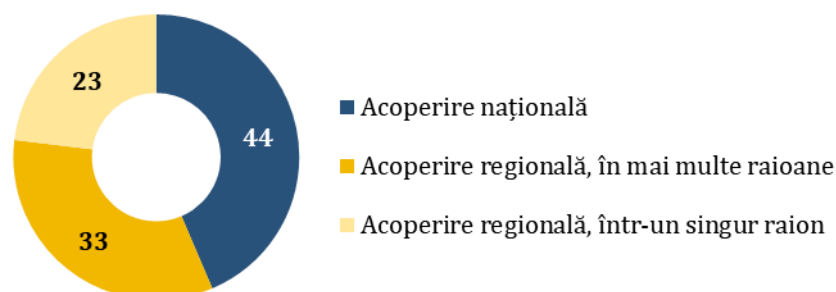 23
44
33
Acoperire națională
Acoperire regională, în mai multe raioane
Acoperire regională, într-un singur raion